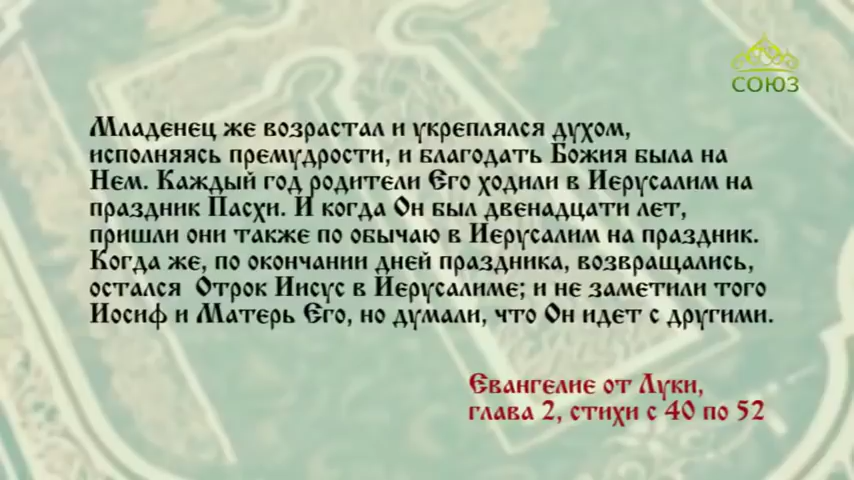 СОЮЗ
Младенец же возрастал и укреплялся духом,
исполняясь премудрости, и благодать Божия была на
Нем. Каждый год родители Его ходили в Иерусалим на
праздник Пасхи. И когда Он был двенадцати лет,
пришли они также по обычаю в Иерусалим на праздник.
Когда же, по окончании дней праздника, возвращались,
остался Отрок Иисус в Иерусалиме; и не заметили того
Иосиф и Матерь Его, но думали, что Он идет с другими.
Евангелие от Луки,
глава 2, стихи с 40 по 52